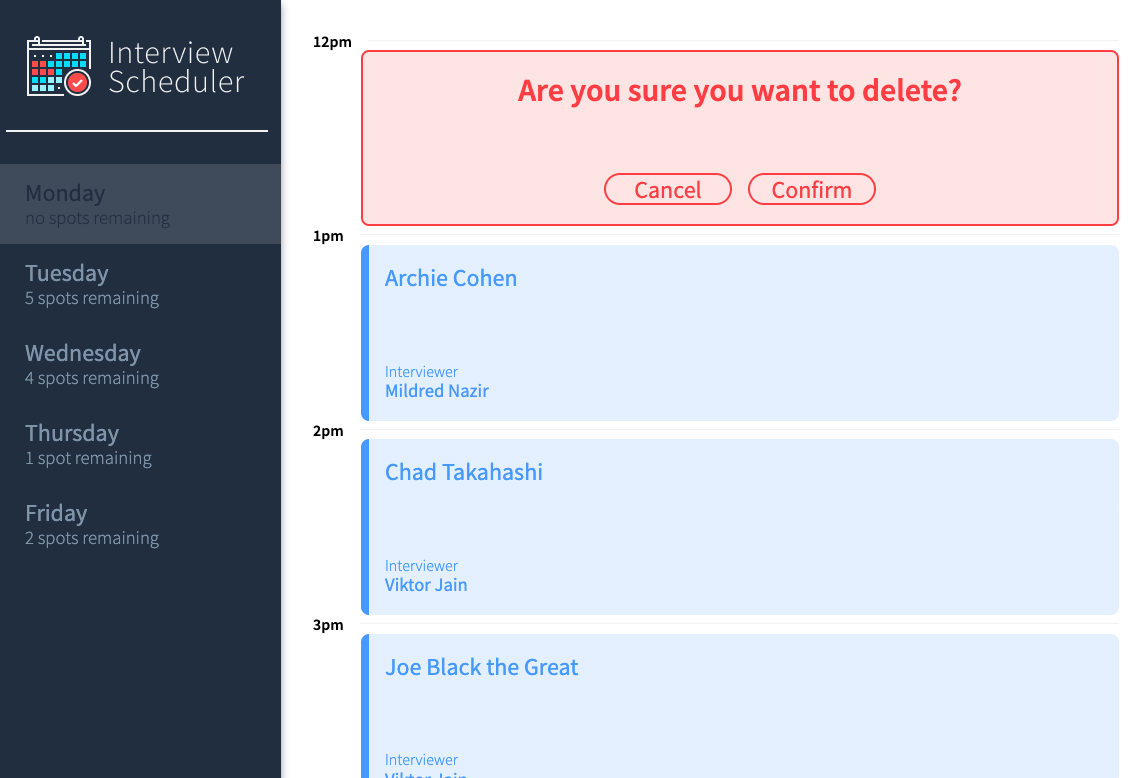 Interview
Scheduler
Monday
no spots remaining
Tuesday
5 spots remaining
Wednesday
4 spots remaining
Thursday
1 spot remaining
Friday
2 spots remaining
12pm
Are you sure you want to delete?
Cancel
Confirm
1pm
Archie Cohen
Interviewer
Mildred Nazir
2pm
Chad Takahashi
Interviewer
Viktor Jain
3pm
Joe Black the Great
Interviewer
Viktor Jain